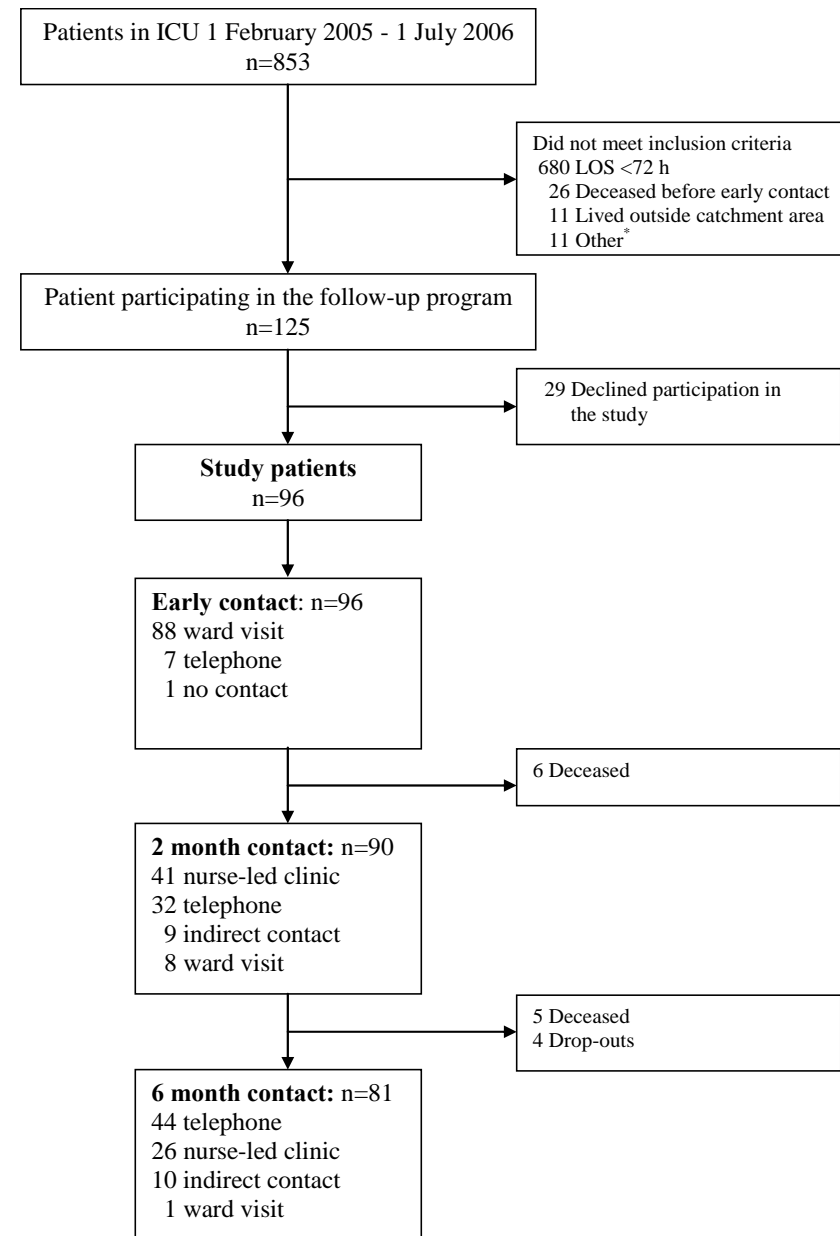 Patients in ICU 1 February 2005 - 1 July 2006
n=853
Did not meet inclusion criteria
680 LOS <72 h
26 Deceased before early contact
11 Lived outside catchment area
11 Other*
Patient participating in the follow-up program
n=125
29 Declined participation in
the study
Study patients
n=96
Early contact: n=96
88 ward visit
7 telephone
1 no contact
6 Deceased
2 month contact: n=90
41 nurse-led clinic
32 telephone
9 indirect contact
8 ward visit
5 Deceased
4 Drop-outs
6 month contact: n=81
44 telephone
26 nurse-led clinic
10 indirect contact
1 ward visit